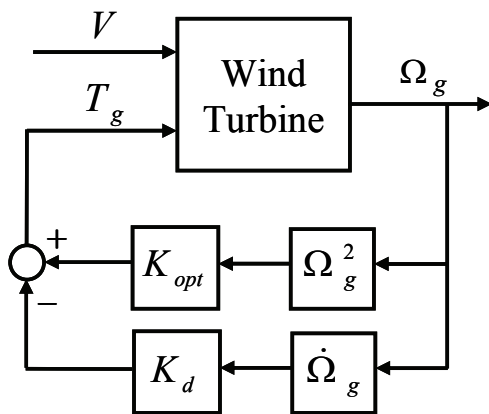 V
Wind
Turbine
T_g
Ω_g
+
K_opt
Ω_g^2
−
K_d
Ω̇_g